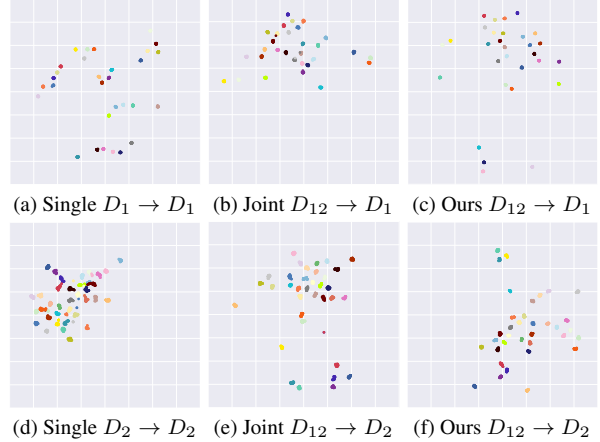 (a) Single D₁ → D₁ (b) Joint D₁₂ → D₁ (c) Ours D₁₂ → D₁
(d) Single D₂ → D₂ (e) Joint D₁₂ → D₂ (f) Ours D₁₂ → D₂